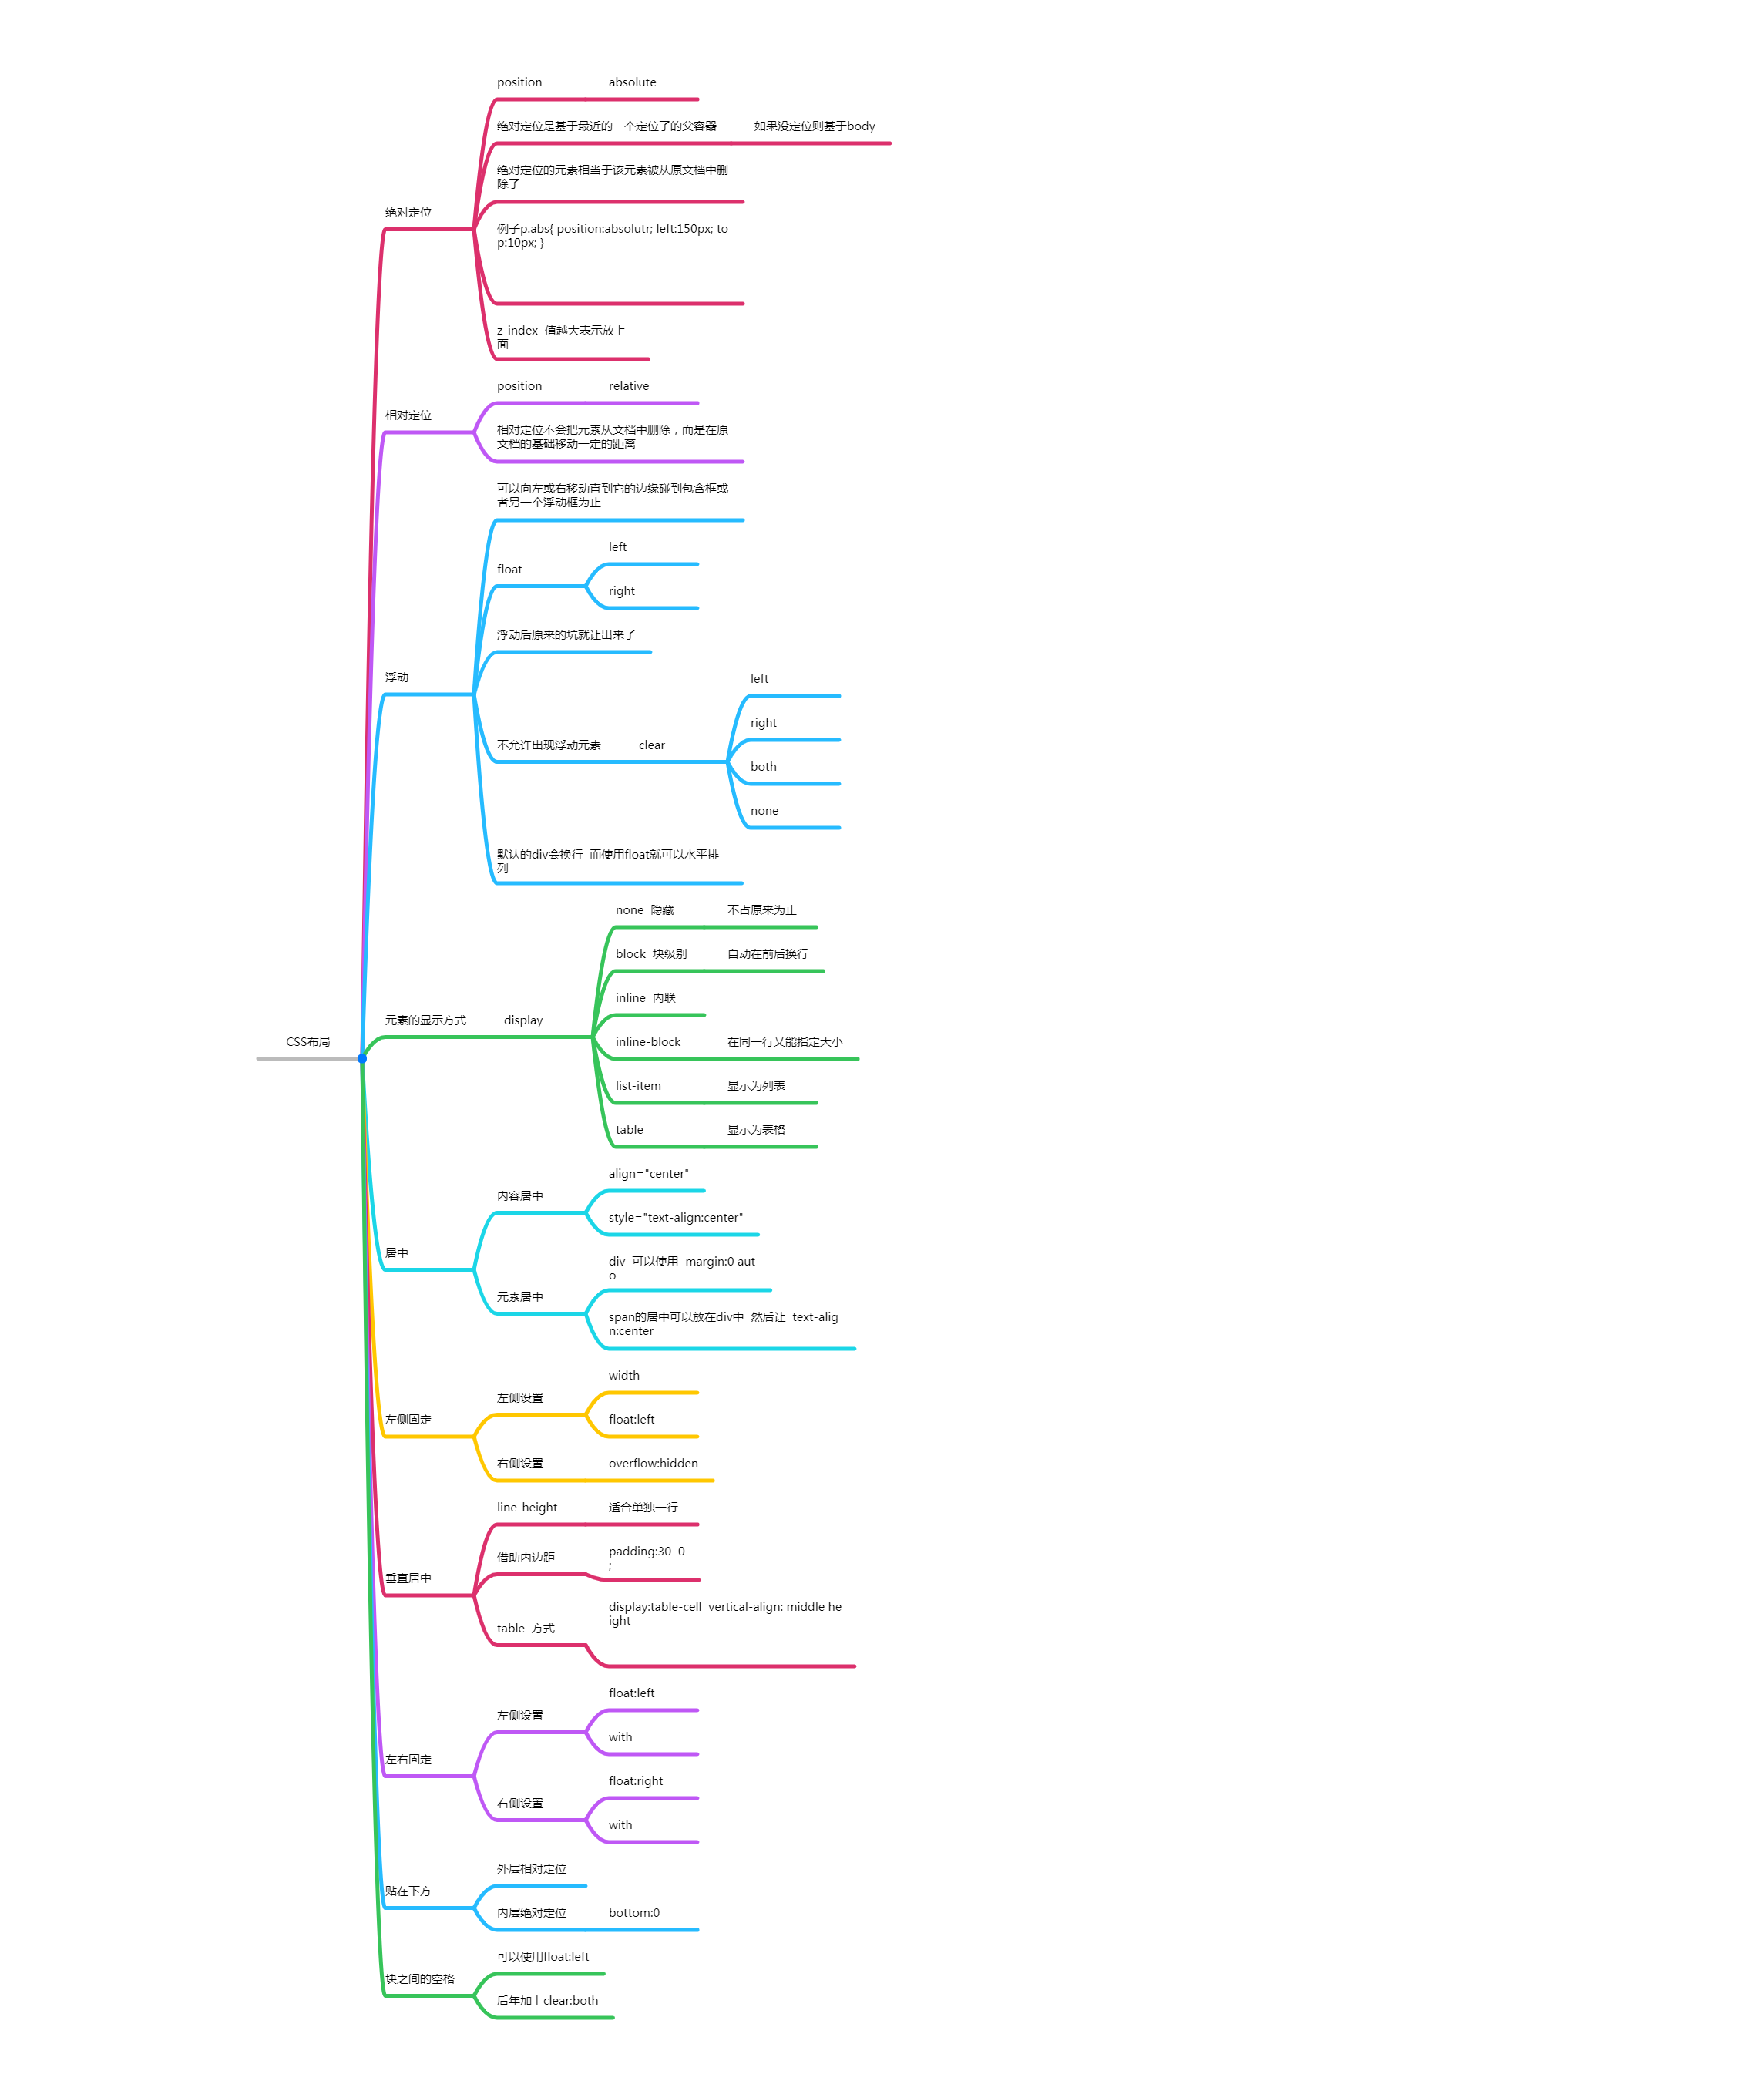 CSS布局
绝对定位
position
absolute
绝对定位是基于最近的一个定位了的父容器
如果没定位则基于body
绝对定位的元素相当于该元素被从原文档中删
除了
例子p.abs{ position:absolutr; left:150px; to
p:10px; }
z-index  值越大表示放上
面
相对定位
position
relative
相对定位不会把元素从文档中删除，而是在原
文档的基础移动一定的距离
浮动
可以向左或右移动直到它的边缘碰到包含框或
者另一个浮动框为止
float
left
right
浮动后原来的坑就让出来了
不允许出现浮动元素
clear
left
right
both
none
默认的div会换行  而使用float就可以水平排
列
元素的显示方式
display
none  隐藏
不占原来为止
block  块级别
自动在前后换行
inline  内联
inline-block
在同一行又能指定大小
list-item
显示为列表
table
显示为表格
居中
内容居中
align="center"
style="text-align:center"
元素居中
div  可以使用  margin:0 aut
o
span的居中可以放在div中  然后让  text-alig
n:center
左侧固定
左侧设置
width
float:left
右侧设置
overflow:hidden
垂直居中
line-height
适合单独一行
借助内边距
padding:30  0
;
table  方式
display:table-cell  vertical-align: middle he
ight
左右固定
左侧设置
float:left
with
右侧设置
float:right
with
贴在下方
外层相对定位
内层绝对定位
bottom:0
块之间的空格
可以使用float:left
后年加上clear:both